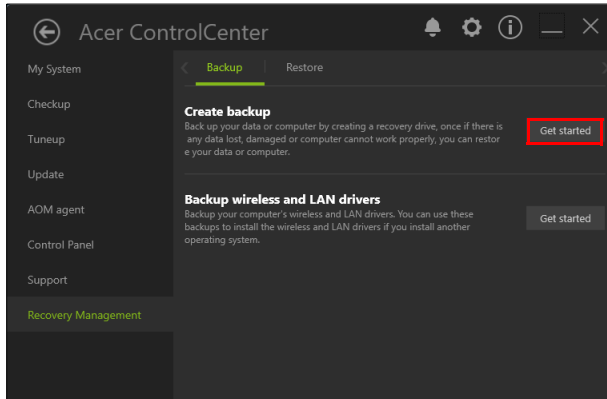 Acer ControlCenter
My System
Checkup
Tuneup
Update
AOM agent
Control Panel
Support
Recovery Management
Backup
Restore
Create backup
Back up your data or computer by creating a recovery drive, once if there is
any data lost, damaged or computer cannot work properly, you can restor
e your data or computer.
Get started
Backup wireless and LAN drivers
Backup your computer's wireless and LAN drivers. You can use these
backups to install the wireless and LAN drivers if you install another
operating system.
Get started